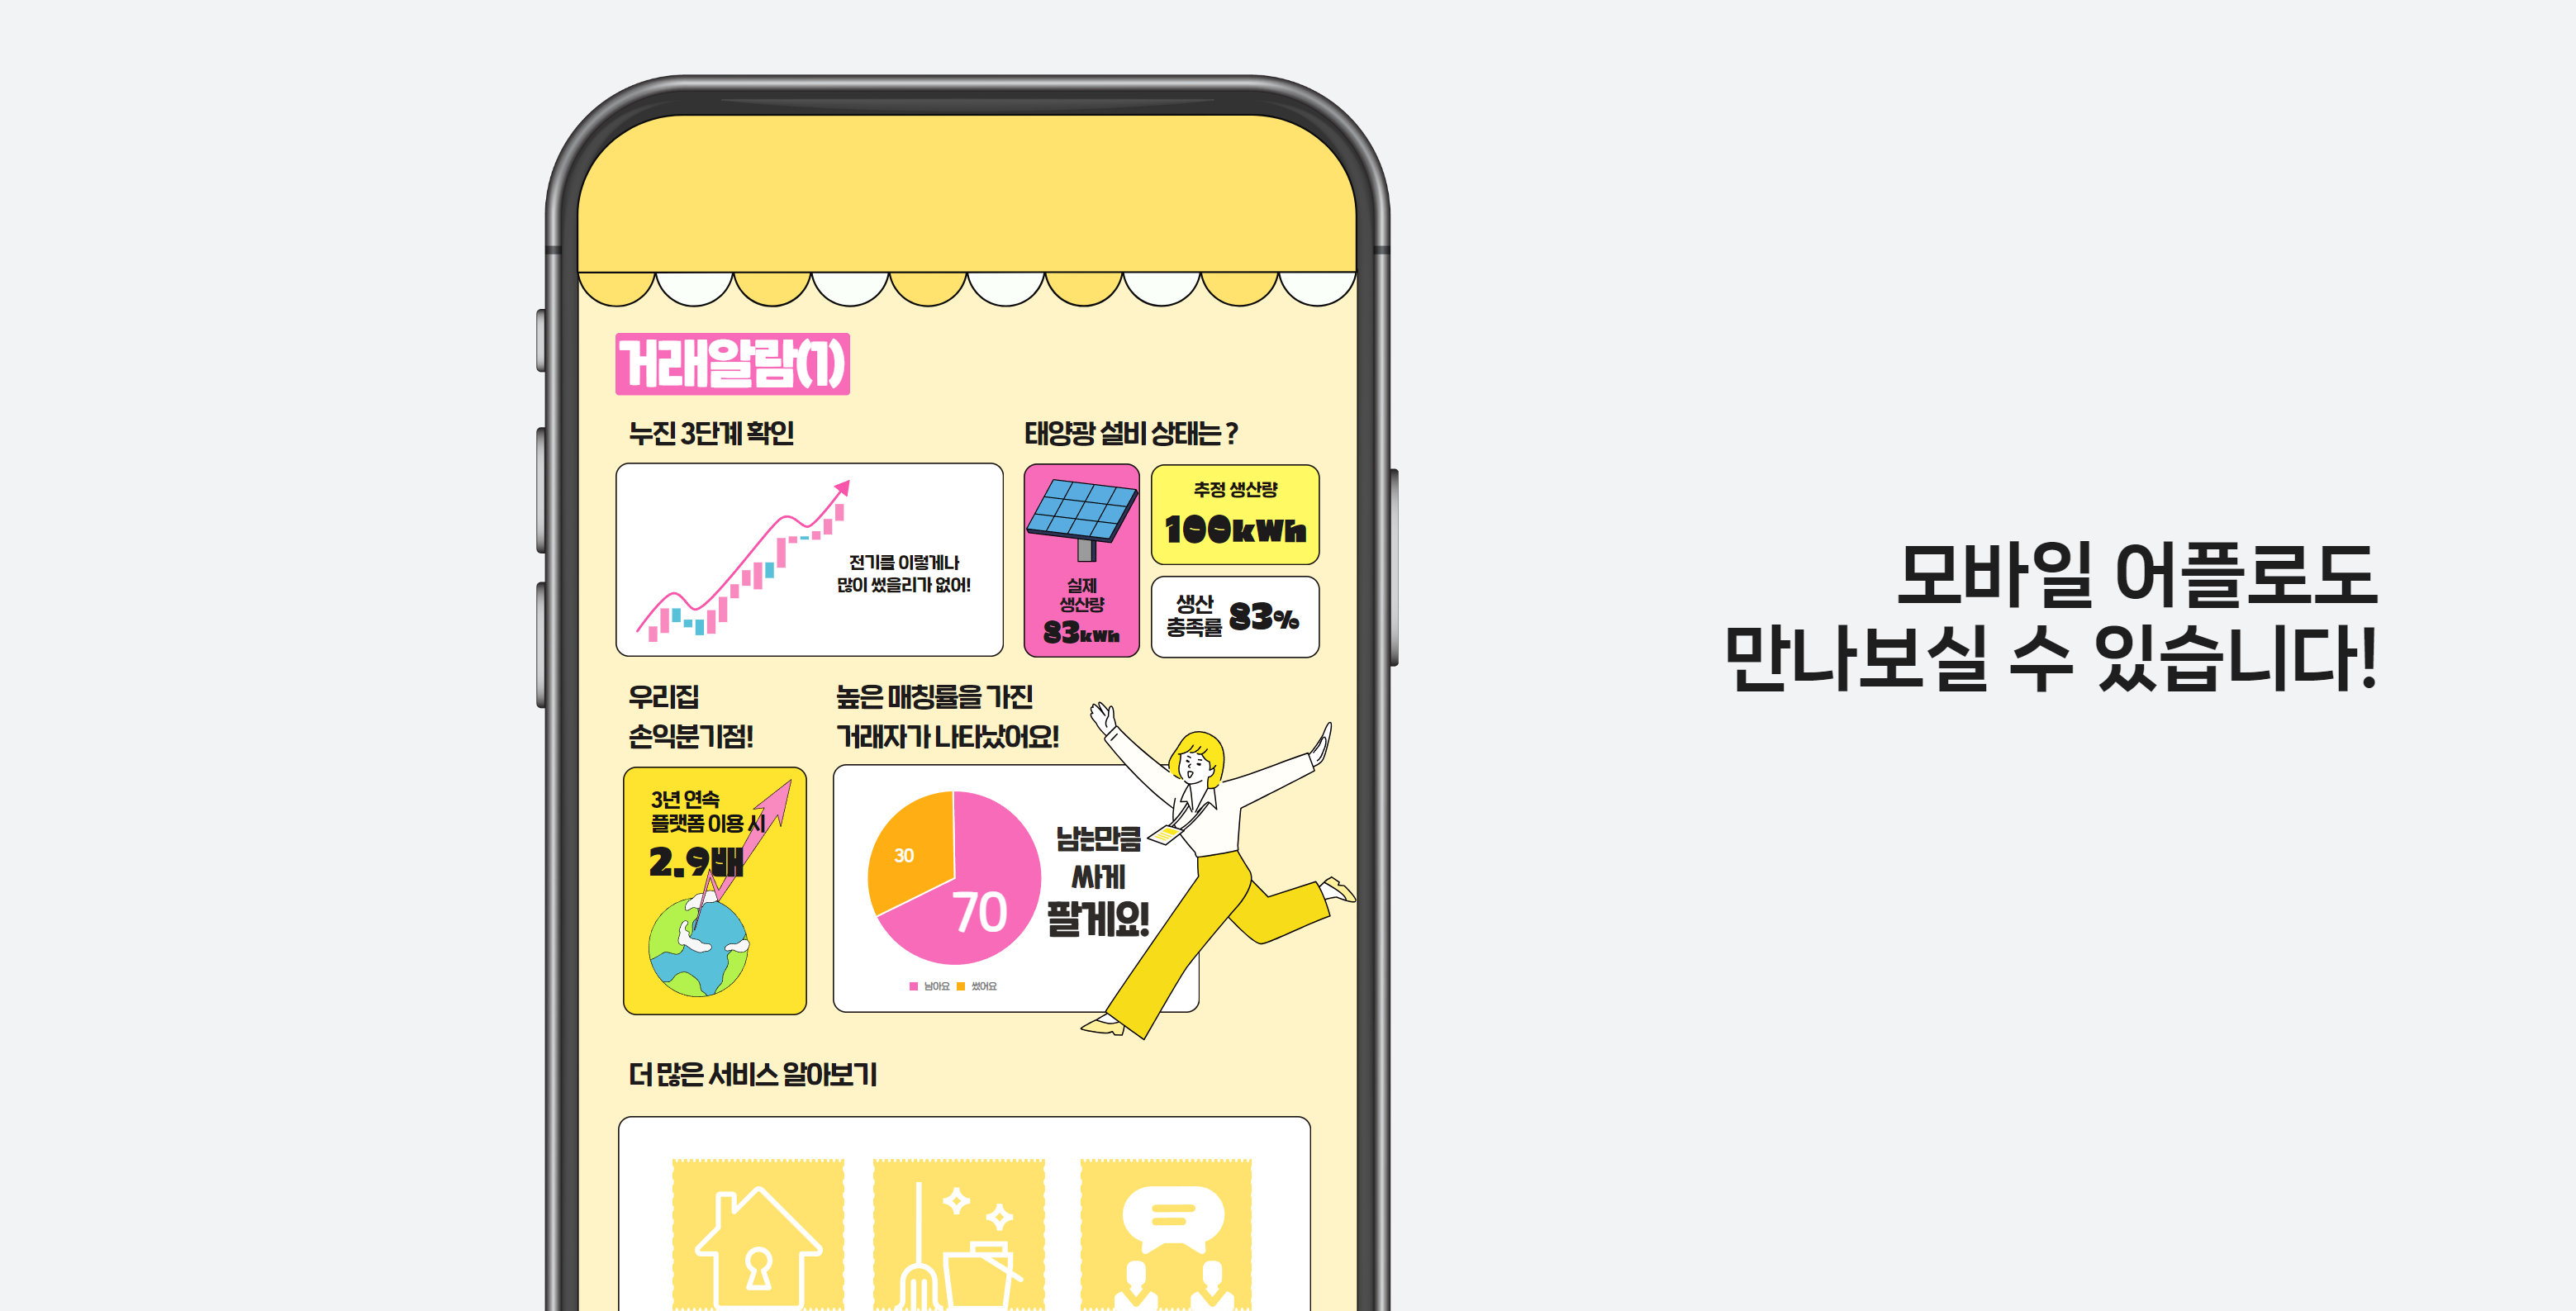 거래알람(1)
누진 3단계 확인
전기를 이렇게나
많이 썼을리가 없어!
태양광 설비 상태는?
실제
생산량
83kWh
추정 생산량
100kWh
생산
충족률
83%
우리집
손익분기점!
3년 연속
플랫폼 이용 시
2.9배
높은 매칭률을 가진
거래자가 나타났어요!
30
70
남는만큼
싸게
팔게요!
남아요 썼어요
더 많은 서비스 알아보기
모바일 어플로도
만나보실 수 있습니다!